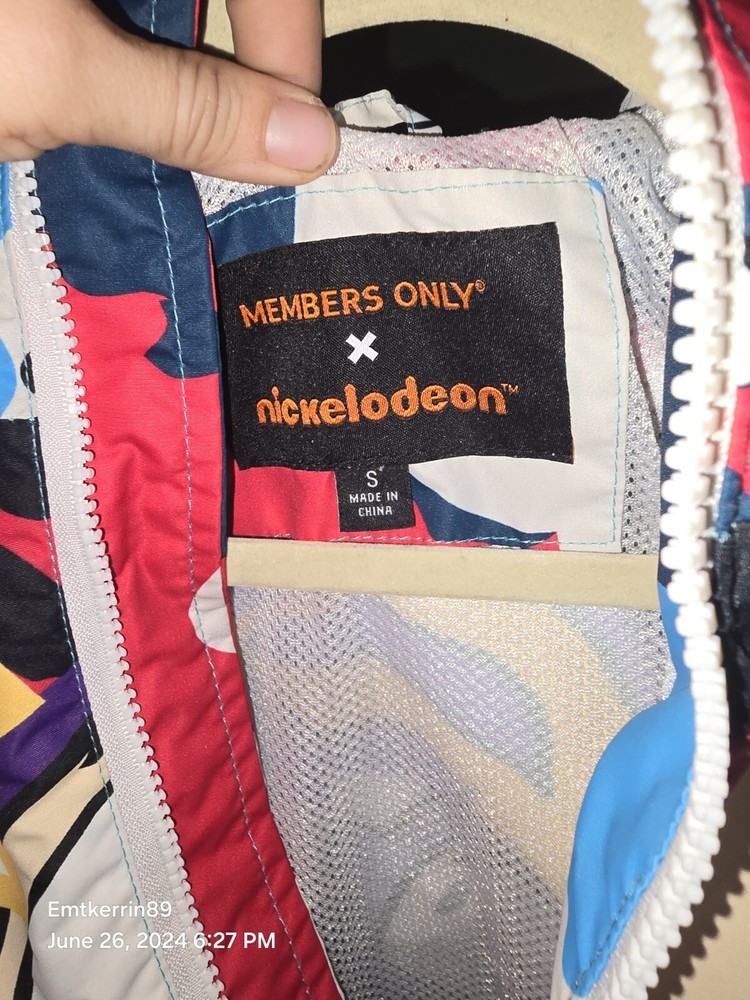 MEMBERS ONLY®
×
nickelodeon™
S
MADE IN
CHINA
Emtkerrin89
June 26, 2024 6:27 PM